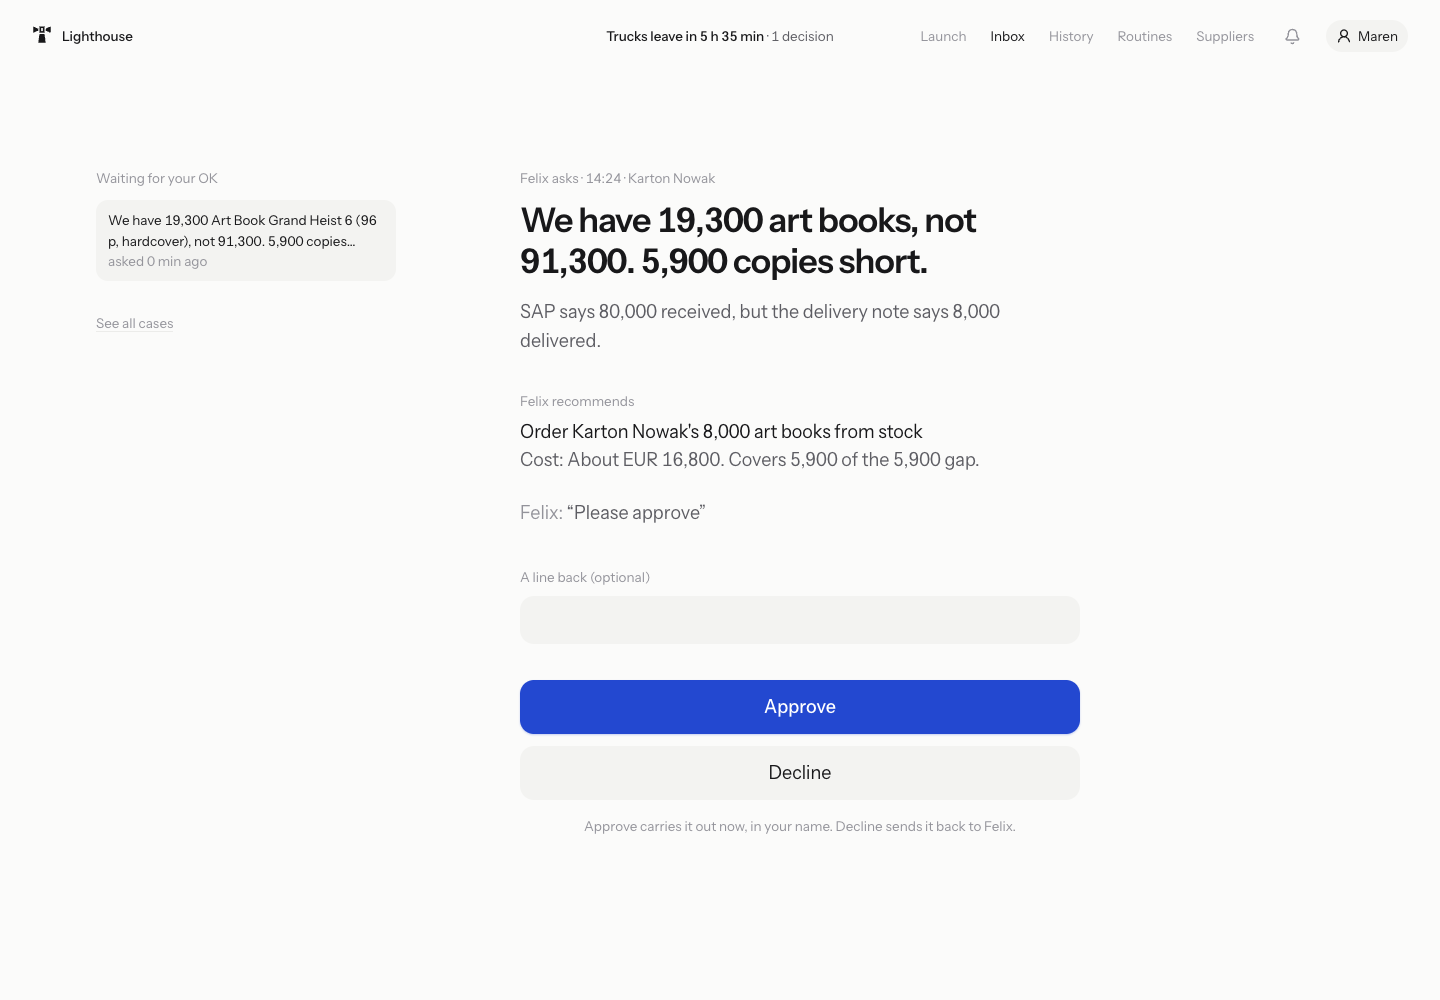 Lighthouse
Trucks leave in 5 h 35 min · 1 decision
Launch
Inbox
History
Routines
Suppliers
Maren
Waiting for your OK
We have 19,300 Art Book Grand Heist 6 (96
p, hardcover), not 91,300. 5,900 copies…
asked 0 min ago
See all cases
Felix asks · 14:24 · Karton Nowak
We have 19,300 art books, not
91,300. 5,900 copies short.
SAP says 80,000 received, but the delivery note says 8,000
delivered.
Felix recommends
Order Karton Nowak's 8,000 art books from stock
Cost: About EUR 16,800. Covers 5,900 of the 5,900 gap.
Felix: “Please approve”
A line back (optional)
Approve
Decline
Approve carries it out now, in your name. Decline sends it back to Felix.